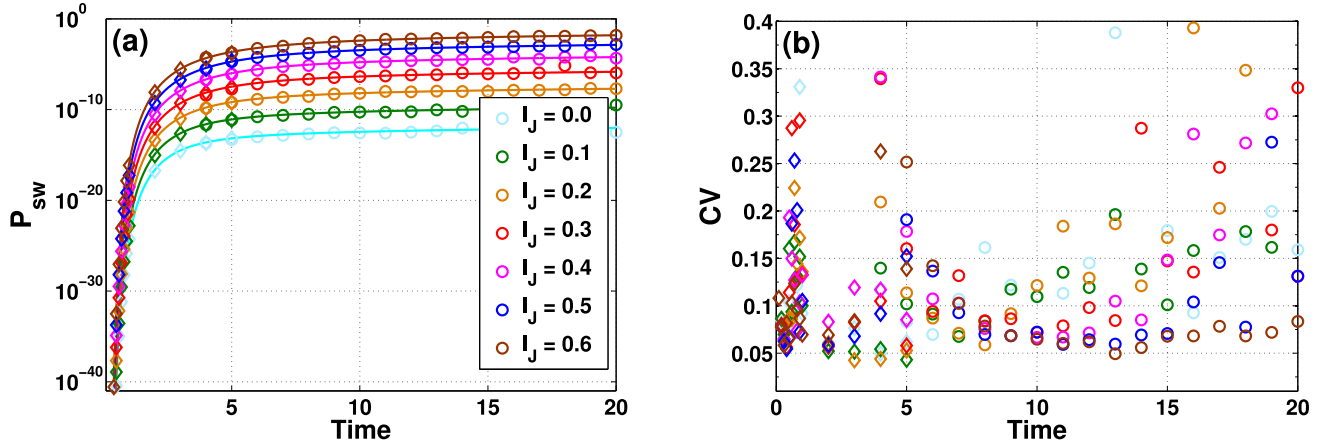 (a)
P_sw
10^0
10^-10
10^-20
10^-30
10^-40
5
10
15
20
Time
I_J = 0.0
I_J = 0.1
I_J = 0.2
I_J = 0.3
I_J = 0.4
I_J = 0.5
I_J = 0.6
(b)
CV
0.4
0.35
0.3
0.25
0.2
0.15
0.1
0.05
0
5
10
15
20
Time